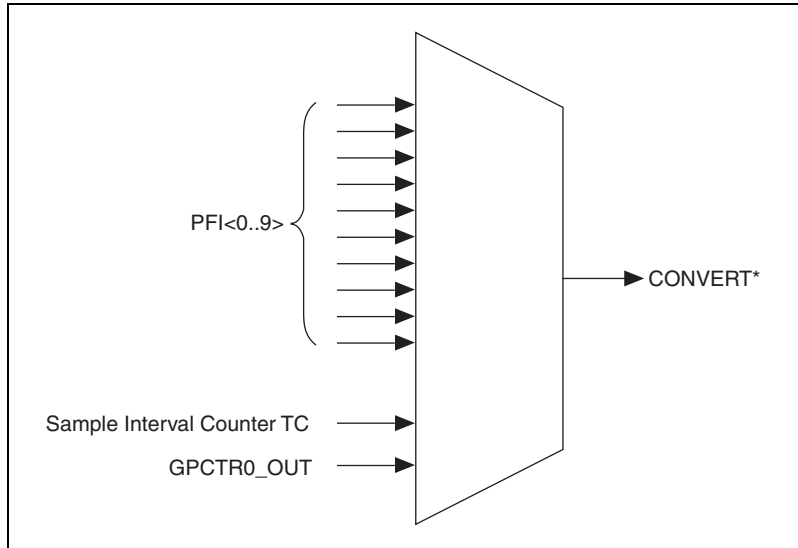 PFI<0..9>
CONVERT*
Sample Interval Counter TC
GPCTR0_OUT